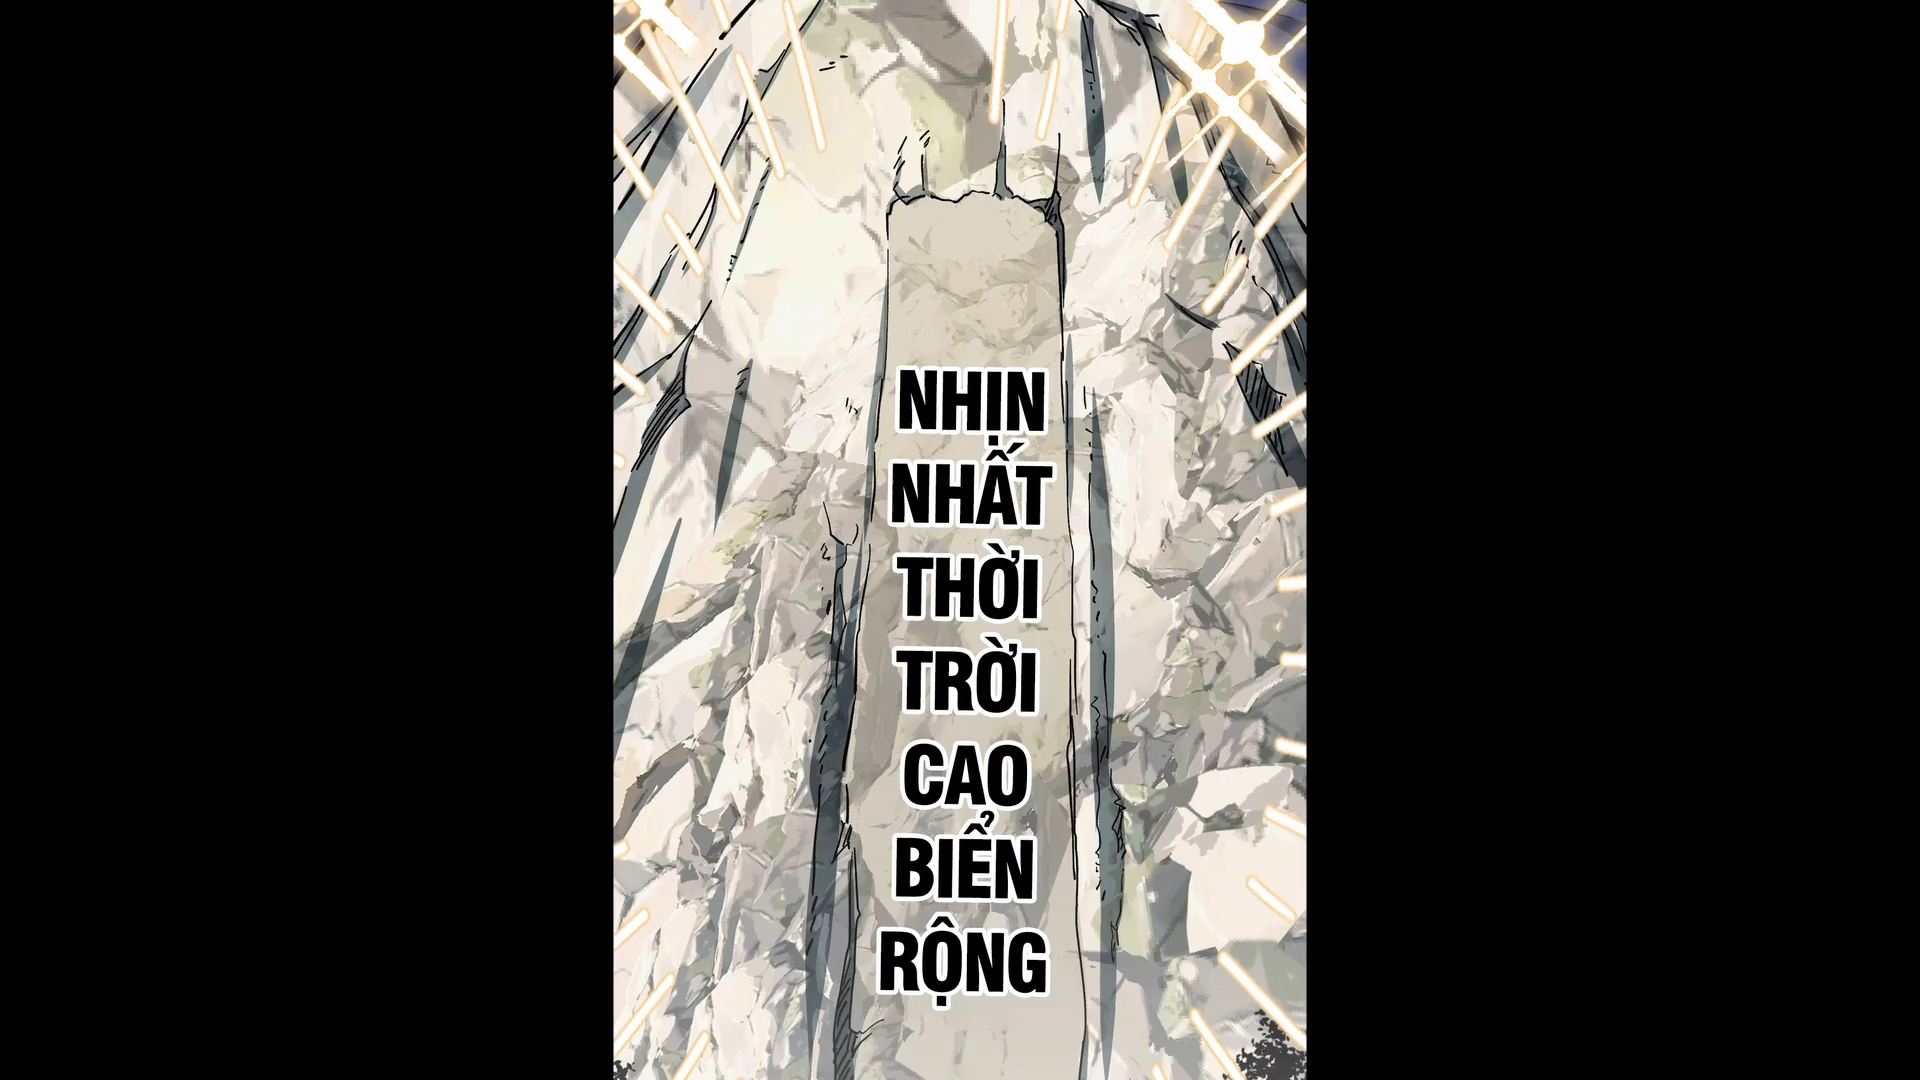 NHỊN
NHẤT
THỜI
TRỜI
CAO
BIỂN
RỘNG